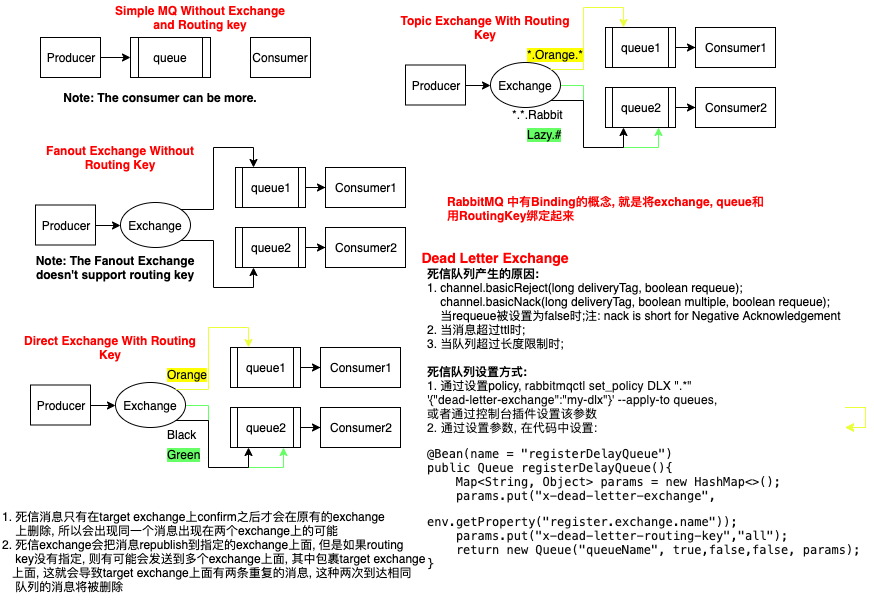 Simple MQ Without Exchange
and Routing key
Producer
queue
Consumer
Note: The consumer can be more.
Topic Exchange With Routing
Key
*.Orange.*
Producer
Exchange
queue1
Consumer1
queue2
Consumer2
*.*.Rabbit
Lazy.#
Fanout Exchange Without
Routing Key
Producer
Exchange
queue1
Consumer1
queue2
Consumer2
Note: The Fanout Exchange
doesn't support routing key
RabbitMQ 中有Binding的概念, 就是将exchange, queue和
用RoutingKey绑定起来
Direct Exchange With Routing
Key
Orange
Producer
Exchange
queue1
Consumer1
queue2
Consumer2
Black
Green
Dead Letter Exchange
死信队列产生的原因:
1. channel.basicReject(long deliveryTag, boolean requeue);
channel.basicNack(long deliveryTag, boolean multiple, boolean requeue);
当requeue被设置为false时;注: nack is short for Negative Acknowledgement
2. 当消息超过ttl时;
3. 当队列超过长度限制时;
死信队列设置方式:
1. 通过设置policy, rabbitmqctl set_policy DLX ".*"
'{"dead-letter-exchange":"my-dlx"}' --apply-to queues,
或者通过控制台插件设置该参数
2. 通过设置参数, 在代码中设置:
@Bean(name = "registerDelayQueue")
public Queue registerDelayQueue(){
Map<String, Object> params = new HashMap<>();
params.put("x-dead-letter-exchange",
env.getProperty("register.exchange.name"));
params.put("x-dead-letter-routing-key","all");
return new Queue("queueName", true,false,false, params);
}
1. 死信消息只有在target exchange上confirm之后才会在原有的exchange
上删除, 所以会出现同一个消息出现在两个exchange上的可能
2. 死信exchange会把消息republish到指定的exchange上面, 但是如果routing
key没有指定, 则有可能会发送到多个exchange上面, 其中包裹target exchange
上面, 这就会导致target exchange上面有两条重复的消息, 这种两次到达相同
队列的消息将被删除